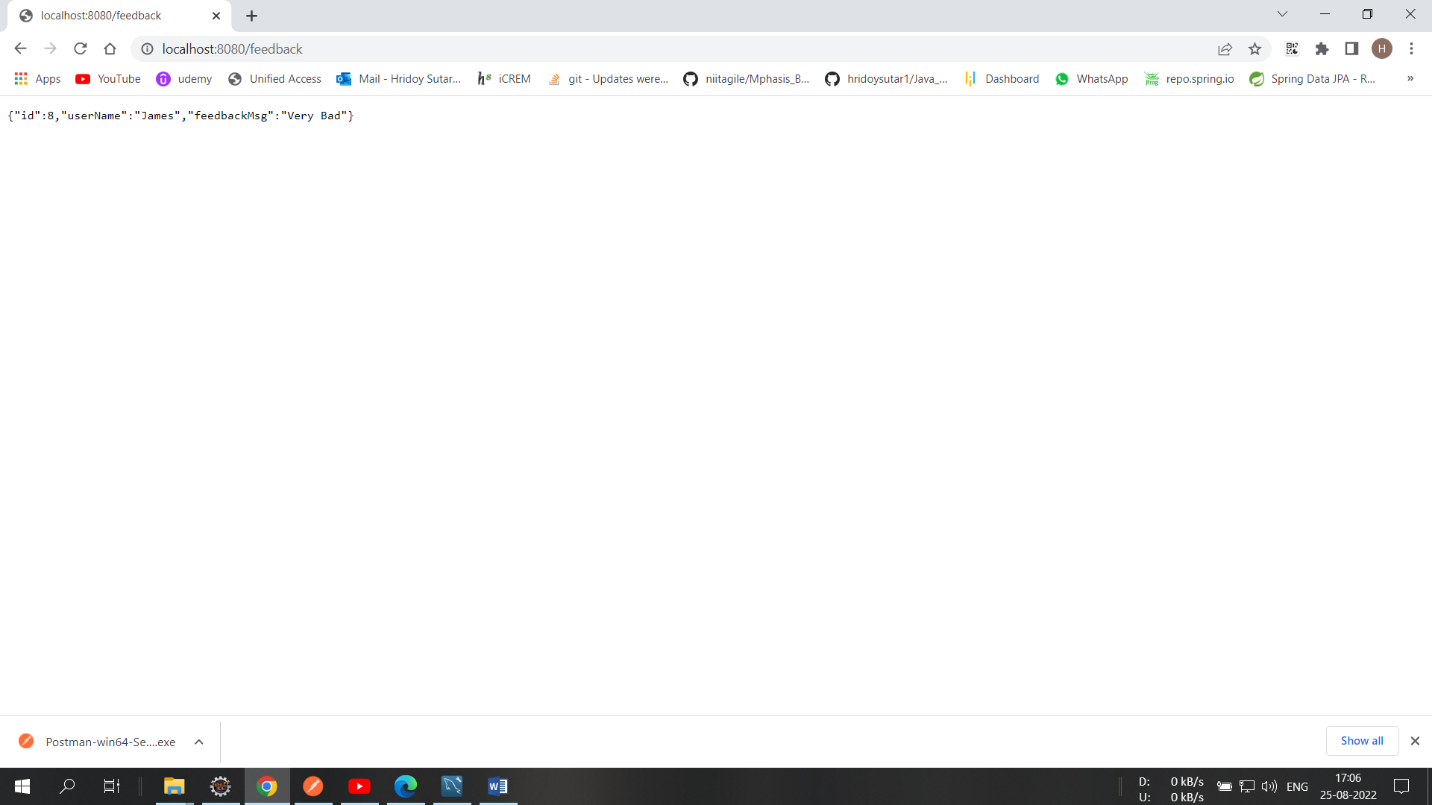 localhost:8080/feedback
localhost:8080/feedback
H
Apps YouTube udemy Unified Access Mail - Hridoy Sutar... iCREM git - Updates were... niitagile/Mphasis_B... hridoysutar1/Java_... Dashboard WhatsApp repo.spring.io Spring Data JPA - R... »
{"id":8,"userName":"James","feedbackMsg":"Very Bad"}
Postman-win64-Se....exe Show all
D: 0 kB/s 17:06
U: 0 kB/s ENG 25-08-2022